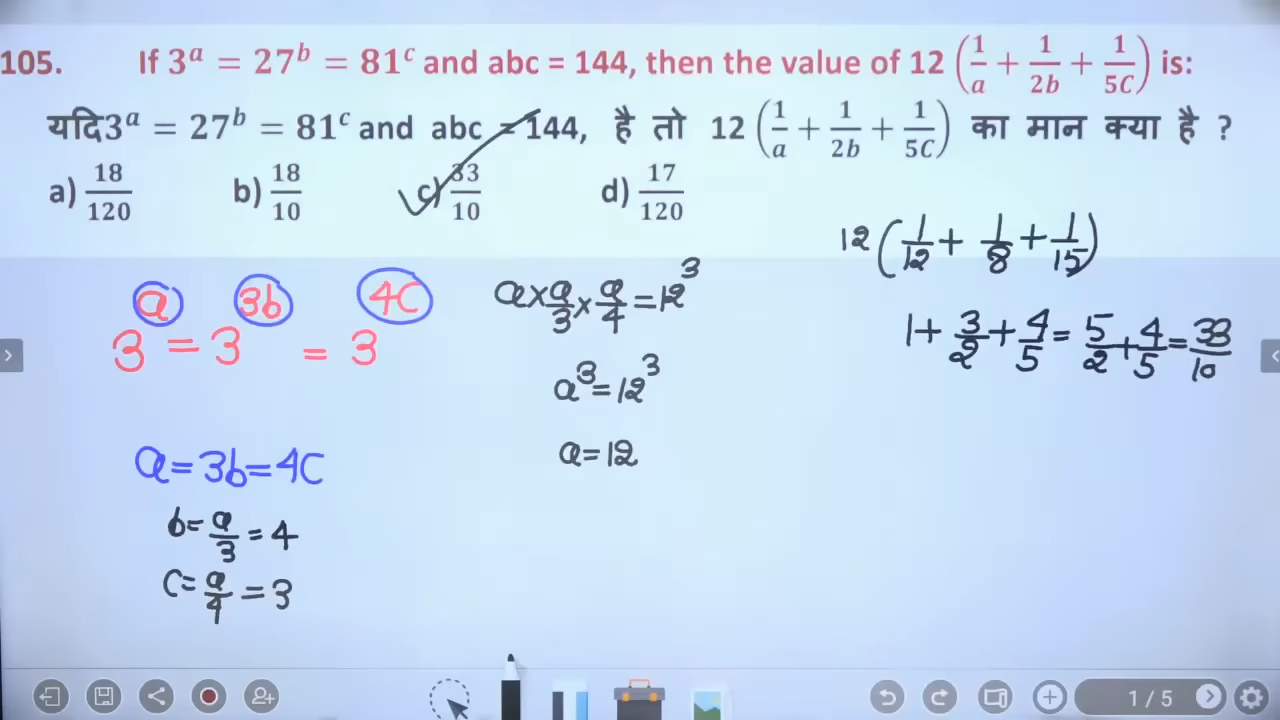 105. If 3^a = 27^b = 81^c and abc = 144, then the value of 12 (1/a + 1/2b + 1/5C) is:
यदि3^a = 27^b = 81^c and abc = 144, है तो 12 (1/a + 1/2b + 1/5C) का मान क्या है ?
a) 18/120 b) 18/10 c) 33/10 d) 17/120
12 (1/12 + 1/8 + 1/15)
1 + 3/2 + 4/5 = 5/2 + 4/5 = 33/10
3^a = 3^3b = 3^4C
a = 3b = 4C
b = a/3 = 4
C = a/4 = 3
a × a/3 × a/4 = 12^3
a^3 = 12^3
a = 12
1 / 5